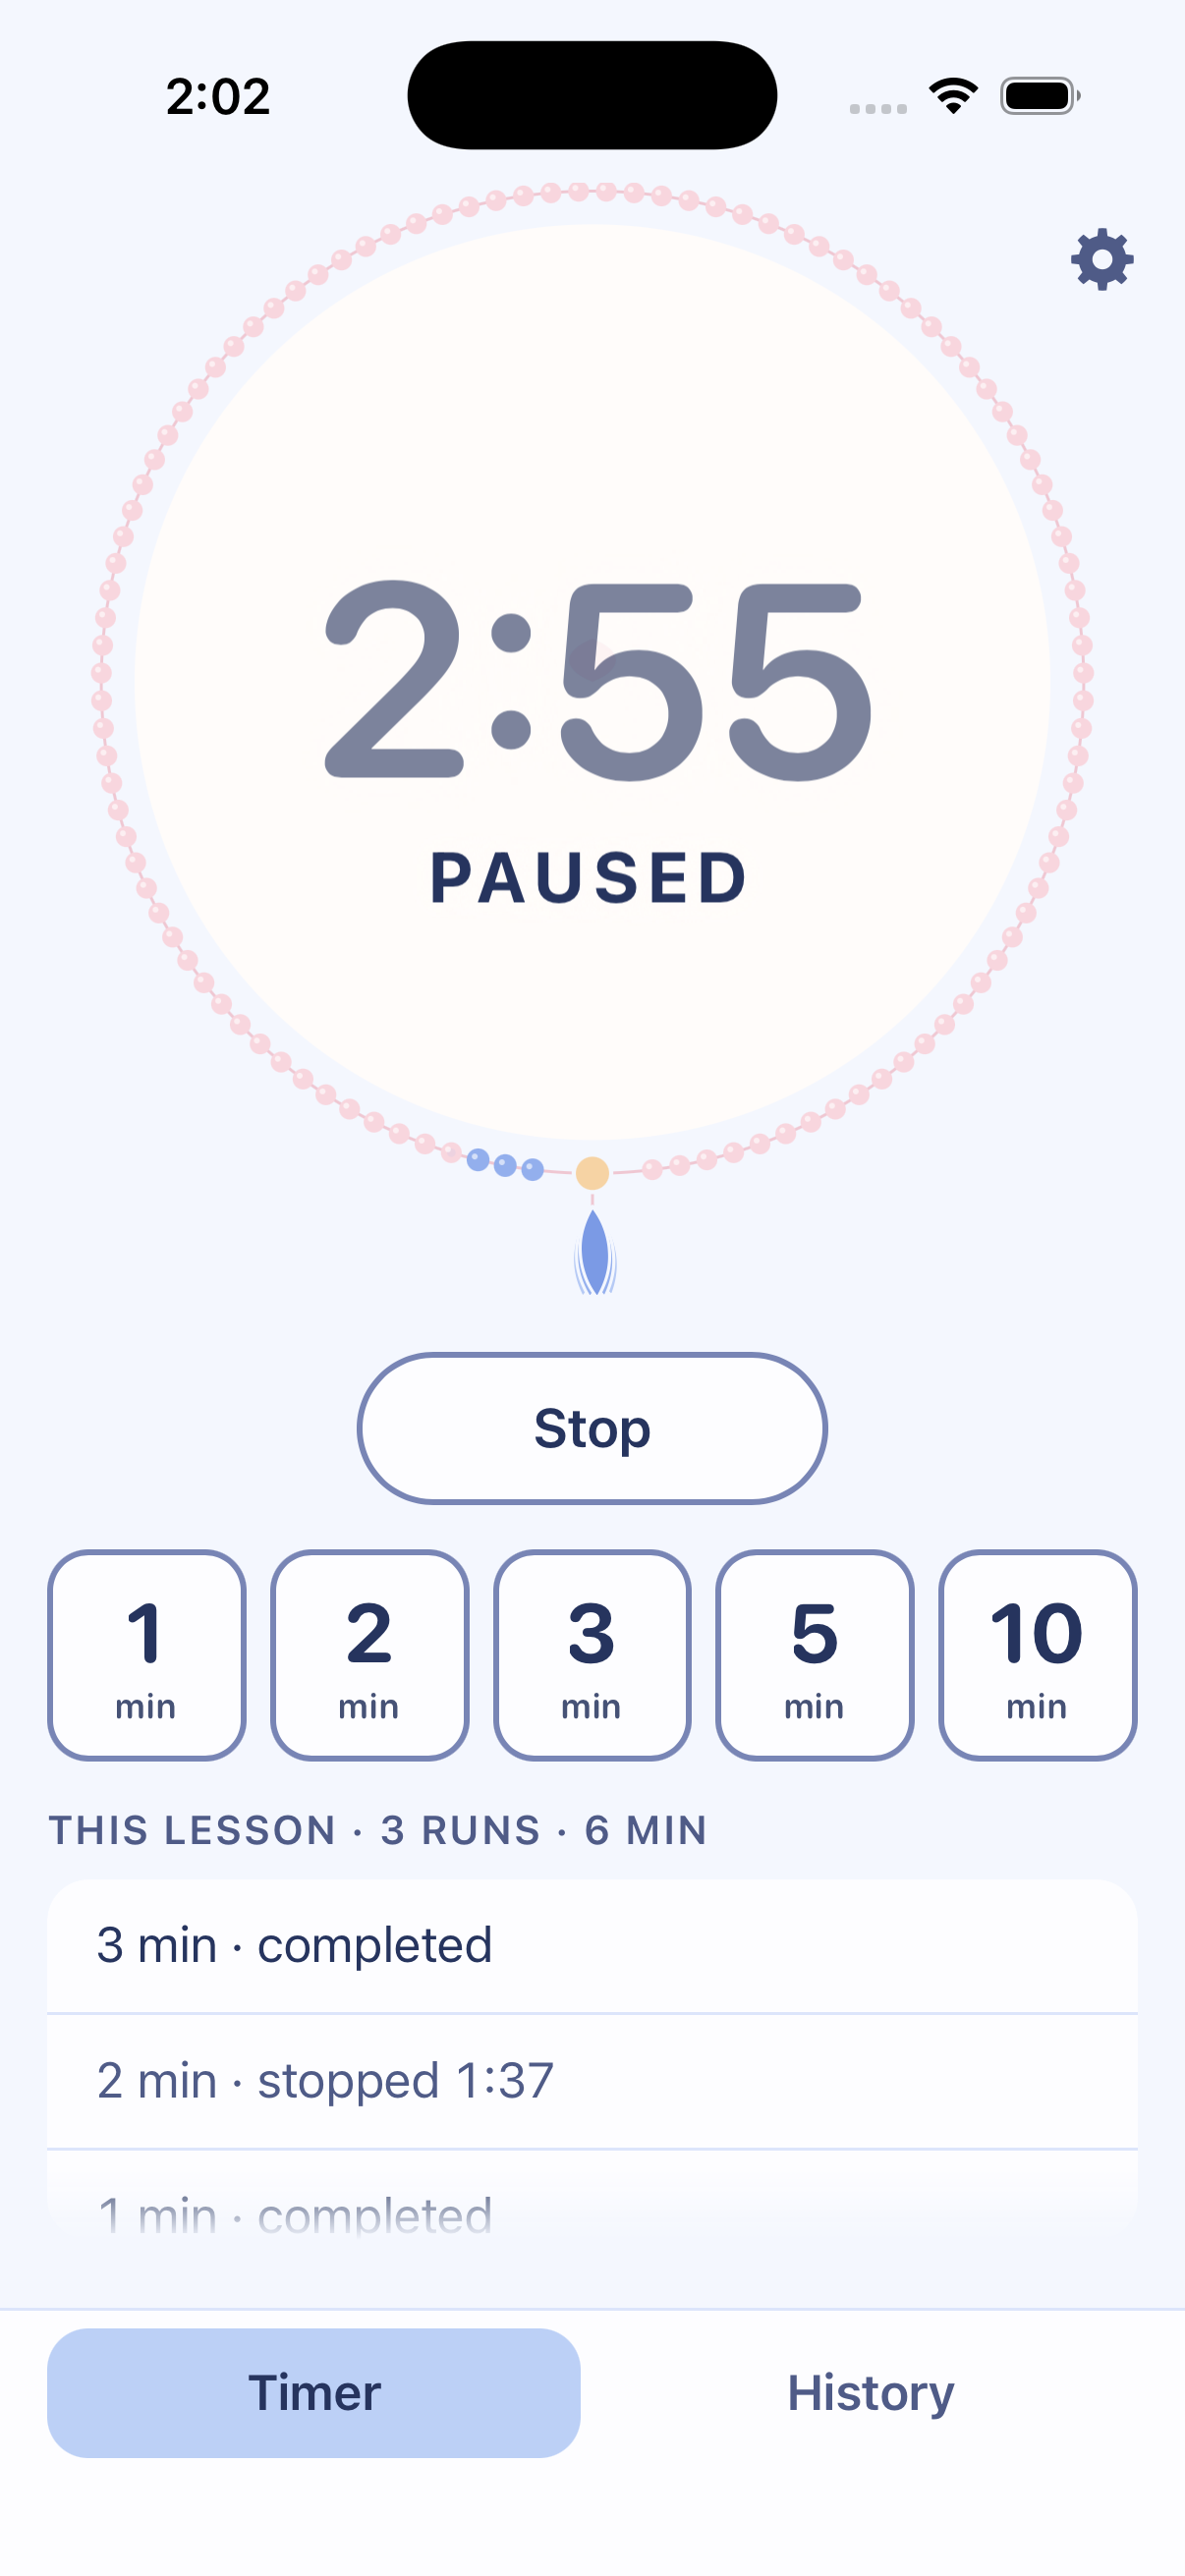 2:02
2:55
PAUSED
Stop
1 min
2 min
3 min
5 min
10 min
THIS LESSON · 3 RUNS · 6 MIN
3 min · completed
2 min · stopped 1:37
1 min · completed
Timer
History